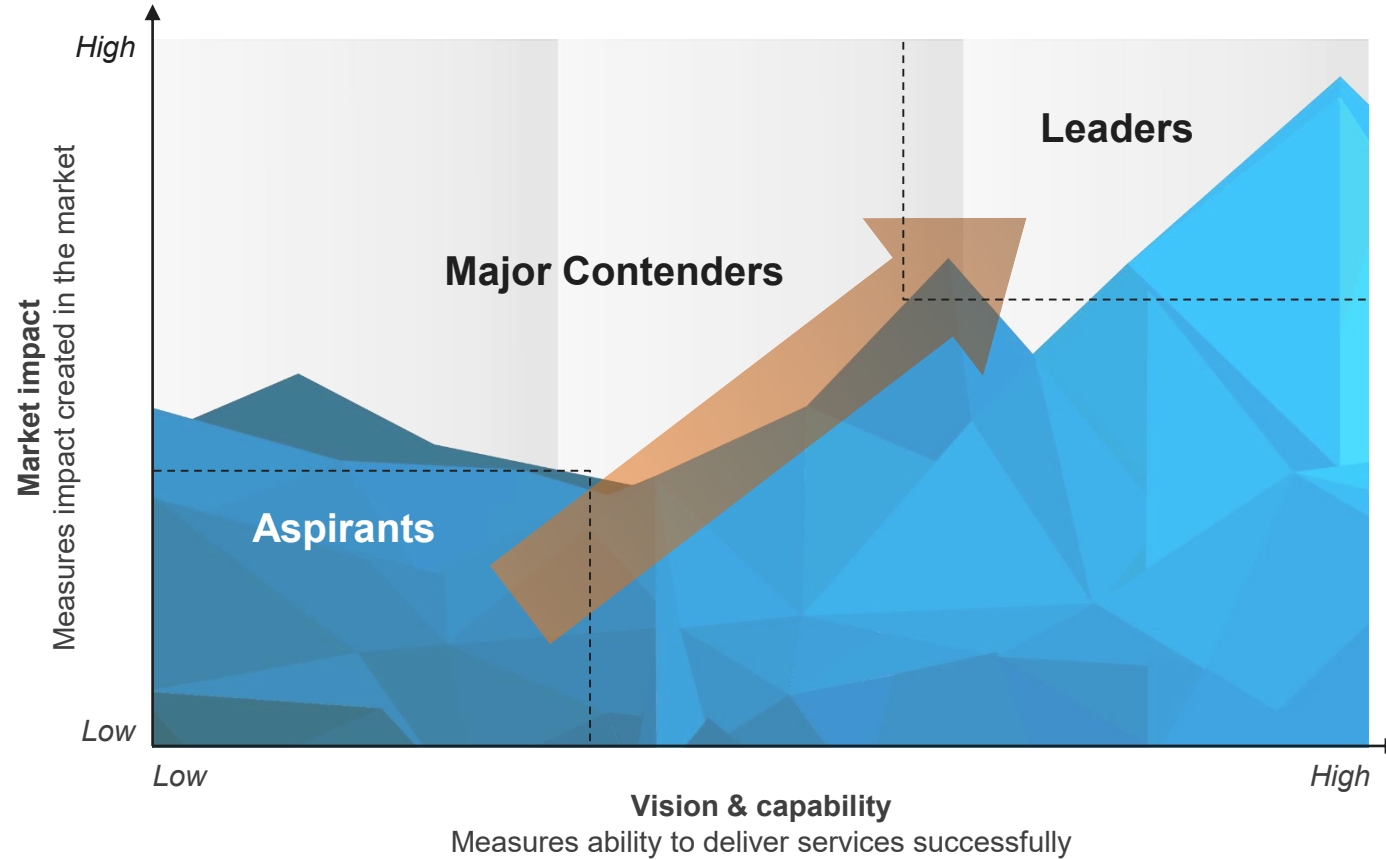 High
Leaders
Major Contenders
Market impact
Measures impact created in the market
Aspirants
Low
Low
High
Vision & capability
Measures ability to deliver services successfully